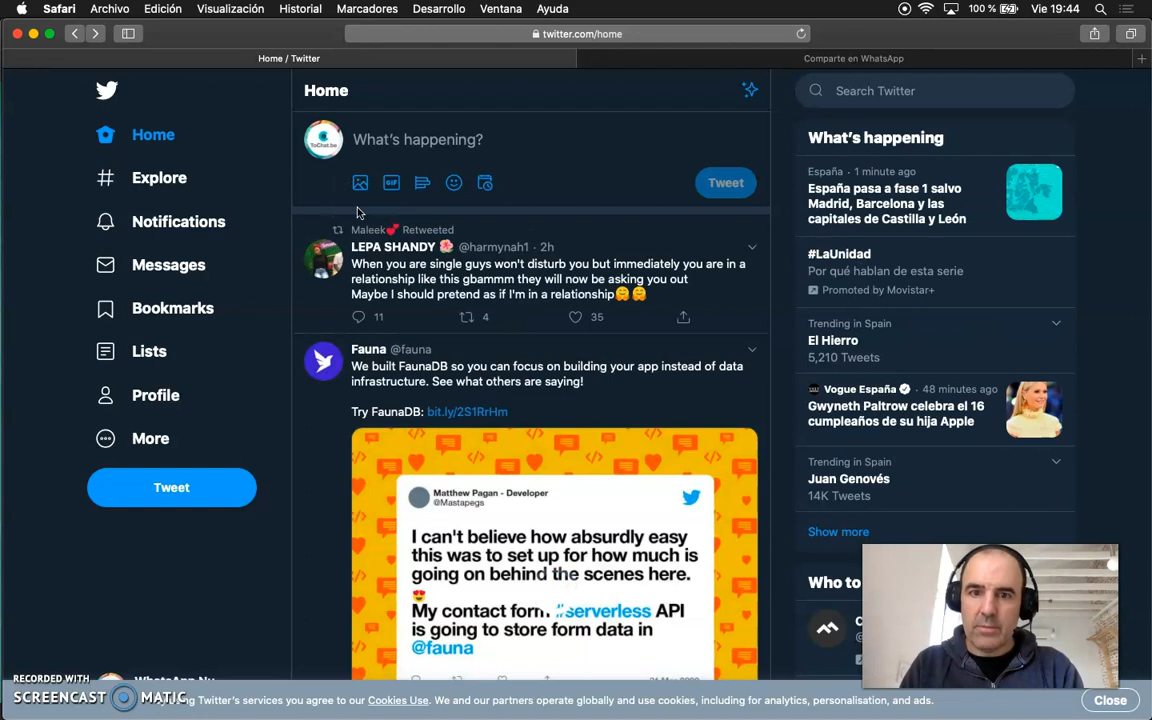 Safari Archivo Edición Visualización Historial Marcadores Desarrollo Ventana Ayuda 100 % Vie 19:44
twitter.com/home
Home / Twitter
Comparte en WhatsApp
Home
Explore
Notifications
Messages
Bookmarks
Lists
Profile
More
Tweet
Home
ToChat.be
What's happening?
GIF
Tweet
Maleek💕 Retweeted
LEPA SHANDY 🌺 @harmynah1 · 2h
When you are single guys won't disturb you but immediately you are in a
relationship like this gbammm they will now be asking you out
Maybe I should pretend as if I'm in a relationship🤗🤗
11 4 35
Fauna @fauna
We built FaunaDB so you can focus on building your app instead of data
infrastructure. See what others are saying!
Try FaunaDB: bit.ly/2S1RrHm
Matthew Pagan - Developer
@Mastapegs
I can't believe how absurdly easy
this was to set up for how much is
going on behind the scenes here.
😍
My contact form #serverless API
is going to store form data in
@fauna
Search Twitter
What's happening
España · 1 minute ago
España pasa a fase 1 salvo
Madrid, Barcelona y las
capitales de Castilla y León
#LaUnidad
Por qué hablan de esta serie
Promoted by Movistar+
Trending in Spain
El Hierro
5,210 Tweets
Vogue España · 48 minutes ago
Gwyneth Paltrow celebra el 16
cumpleaños de su hija Apple
Trending in Spain
Juan Genovés
14K Tweets
Show more
Who to
RECORDED WITH
SCREENCAST MATIC
Twitter's services you agree to our Cookies Use. We and our partners operate globally and use cookies, including for analytics, personalisation, and ads.
Close